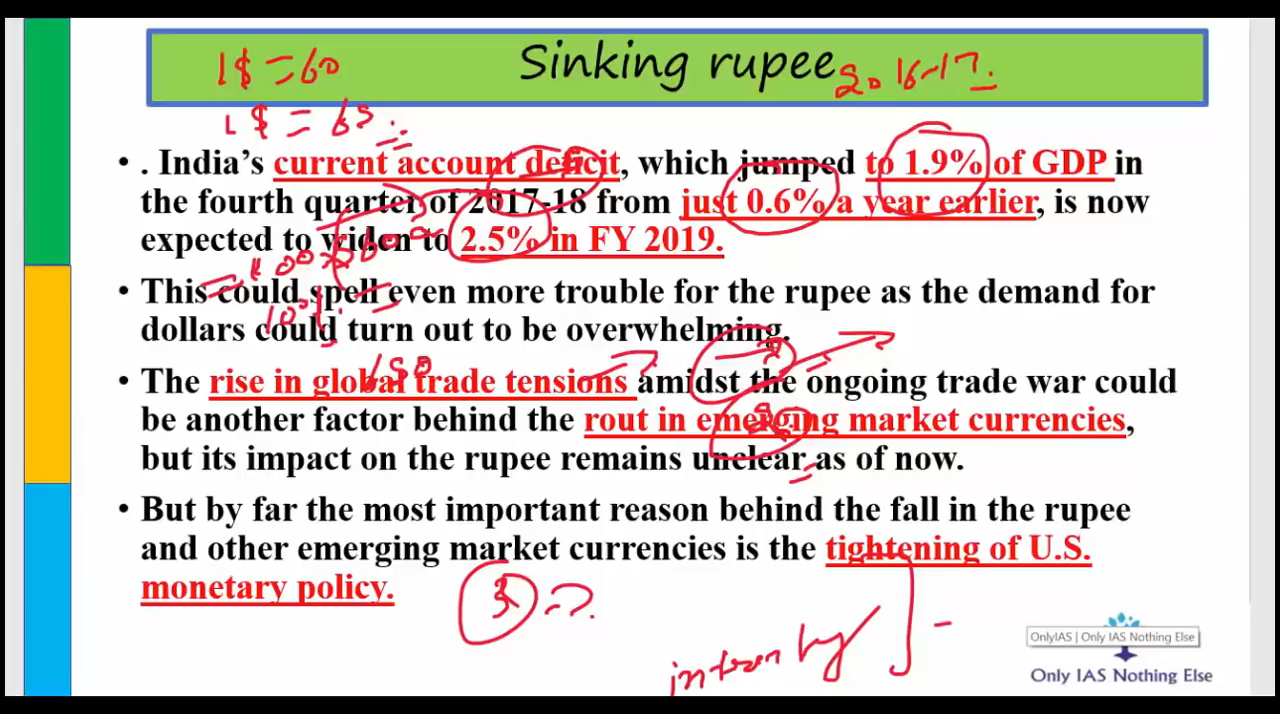 Sinking rupee
1$ = 60
2016-17
1$ = 65
• . India's current account deficit, which jumped to 1.9% of GDP in
the fourth quarter of 2017-18 from just 0.6% a year earlier, is now
expected to widen to 2.5% in FY 2019.
• This could spell even more trouble for the rupee as the demand for
dollars could turn out to be overwhelming.
• The rise in global trade tensions amidst the ongoing trade war could
be another factor behind the rout in emerging market currencies,
but its impact on the rupee remains unclear as of now.
• But by far the most important reason behind the fall in the rupee
and other emerging market currencies is the tightening of U.S.
monetary policy.
OnlyIAS | Only IAS Nothing Else
Only IAS Nothing Else